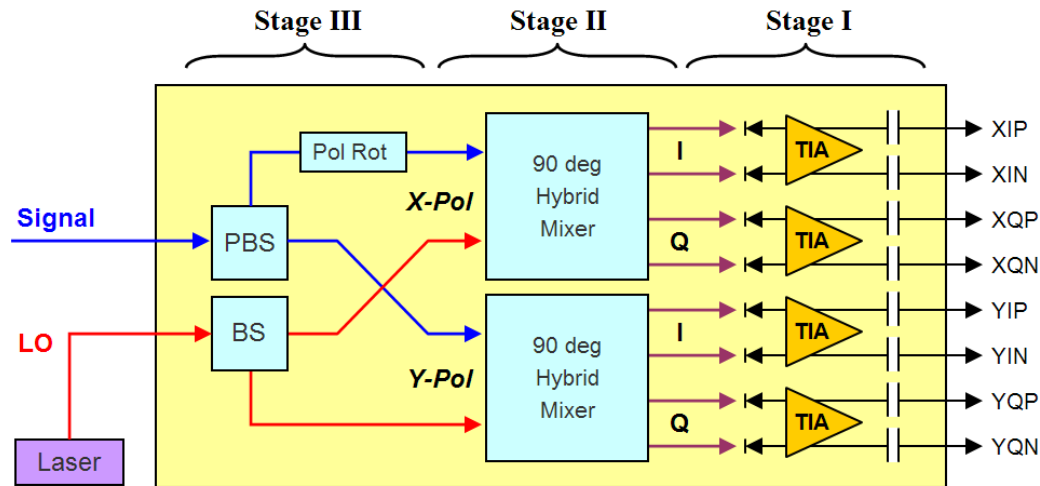 Stage III Stage II Stage I
Pol Rot
90 deg
Hybrid
Mixer
X-Pol
I
Q
TIA
TIA
XIP
XIN
XQP
XQN
Signal
PBS
LO
BS
Y-Pol
90 deg
Hybrid
Mixer
I
Q
TIA
TIA
YIP
YIN
YQP
YQN
Laser